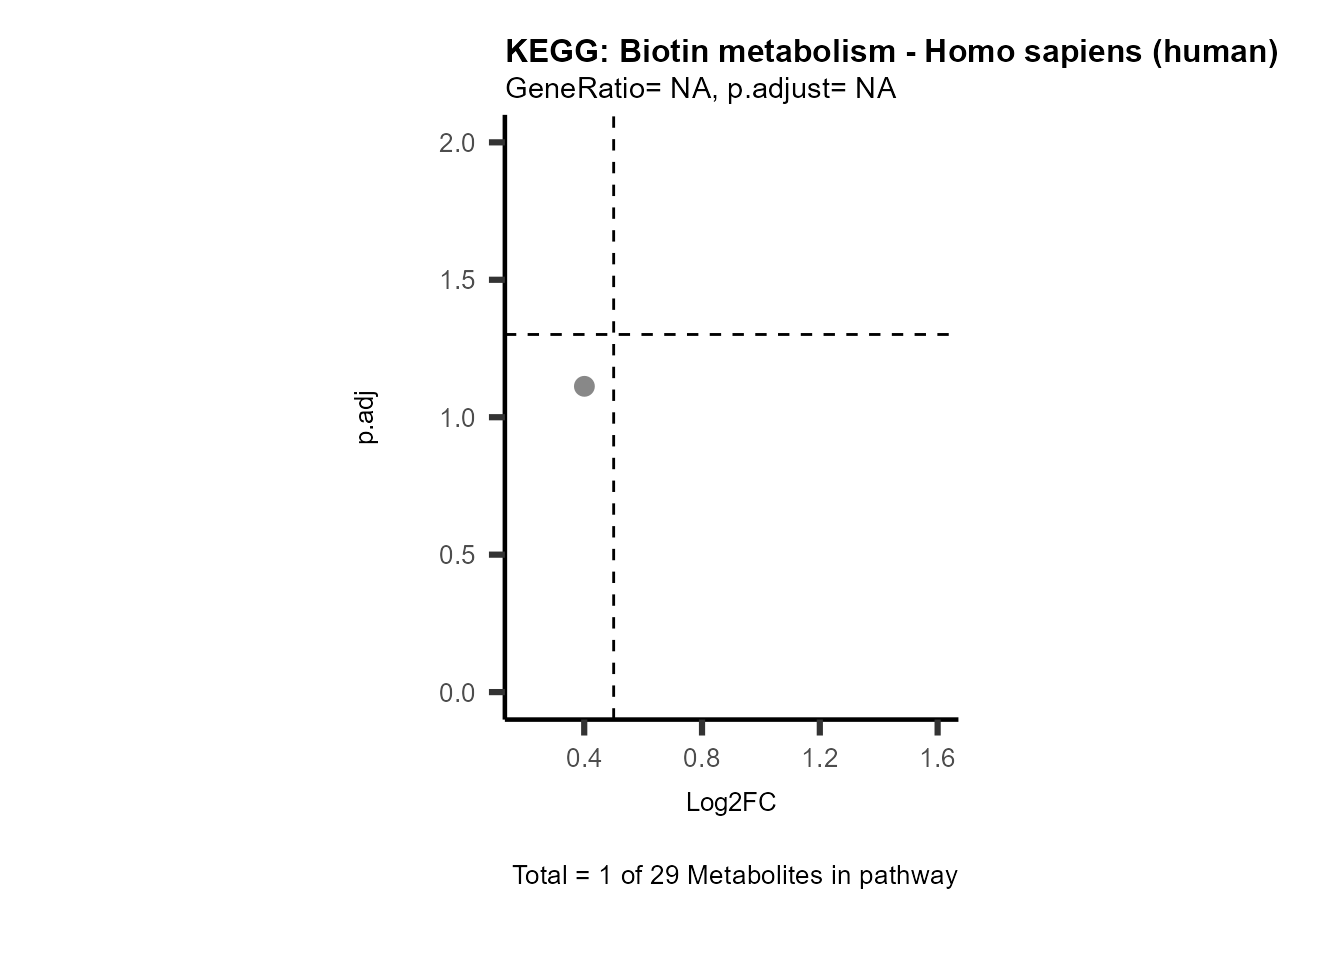 KEGG: Biotin metabolism - Homo sapiens (human)
GeneRatio= NA, p.adjust= NA
2.0
1.5
1.0
0.5
0.0
p.adj
0.4 0.8 1.2 1.6
Log2FC
Total = 1 of 29 Metabolites in pathway